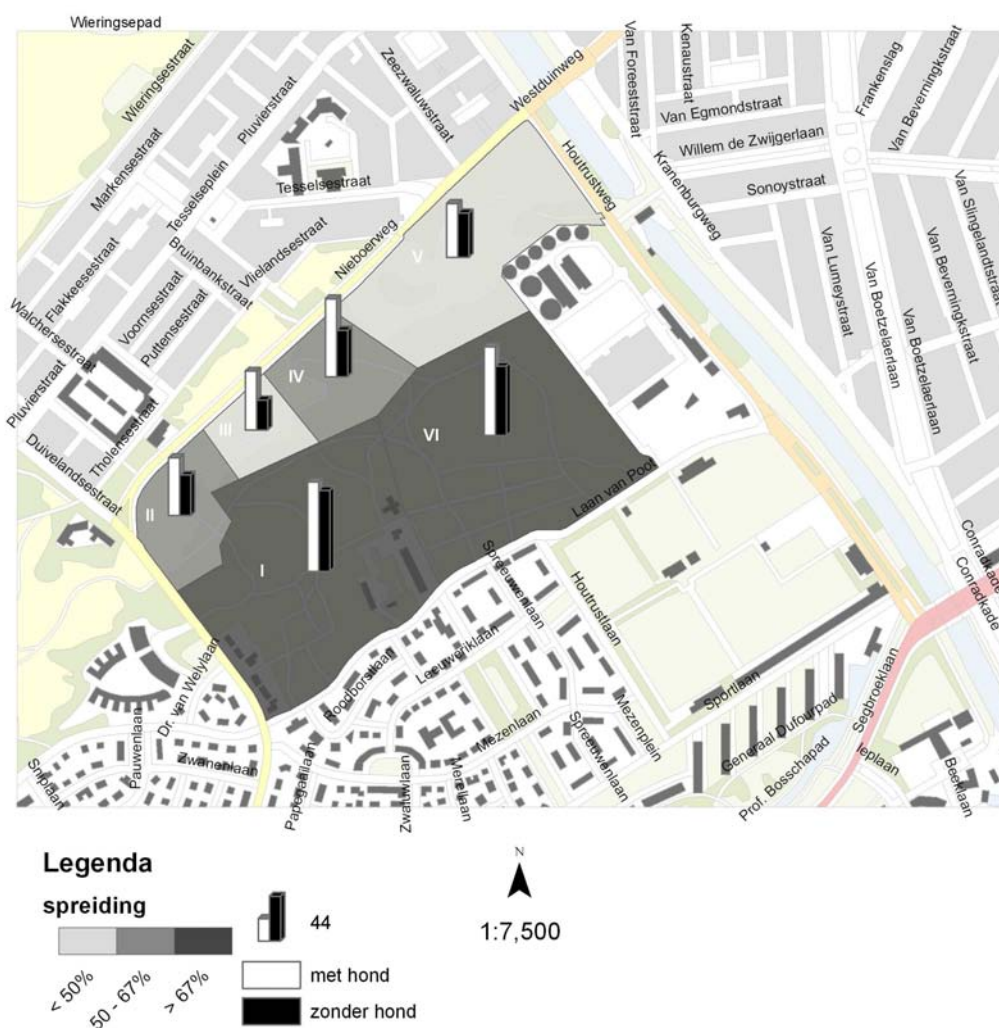 Wieringsepad
Wieringsestraat
Markensestraat
Pluvierstraat
Zeezwaluwstraat
Westduinweg
Van Foreeststraat
Kenaustraat
Van Egmondstraat
Willem de Zwijgerlaan
Frankenslag
Van Beverningkstraat
Houtrustweg
Kranenburgweg
Sonoystraat
Tesselsestraat
Tesselseplein
Bruinbankstraat
Vlielandsestraat
Nieboerweg
Flakkeesestraat
Walchersestraat
Voornsestraat
Puttensestraat
Pluvierstraat
Tholensestraat
Duivelandsestraat
Van Lumeystraat
Van Boetzelaerlaan
Van Beverningkstraat
Van Slingelandtstraat
Van Boetzelaerlaan
V
IV
III
VI
II
I
Laan van Poot
Spreeuwenlaan
Houtrustlaan
Conradkade
Conradkade
Roodborstlaan
Leeuweriklaan
Dr. van Welylaan
Pauwenlaan
Zwanenlaan
Sniplaan
Papegaailaan
Zwaluwlaan
Merellaan
Mezenlaan
Spreeuwenlaan
Mezenplein
Sportlaan
Generaal Dufourpad
Prof. Bosschapad
Segbroeklaan
Ieplaan
Beeklaan
Legenda
spreiding
< 50%
50 - 67%
> 67%
44
met hond
zonder hond
N
1:7,500